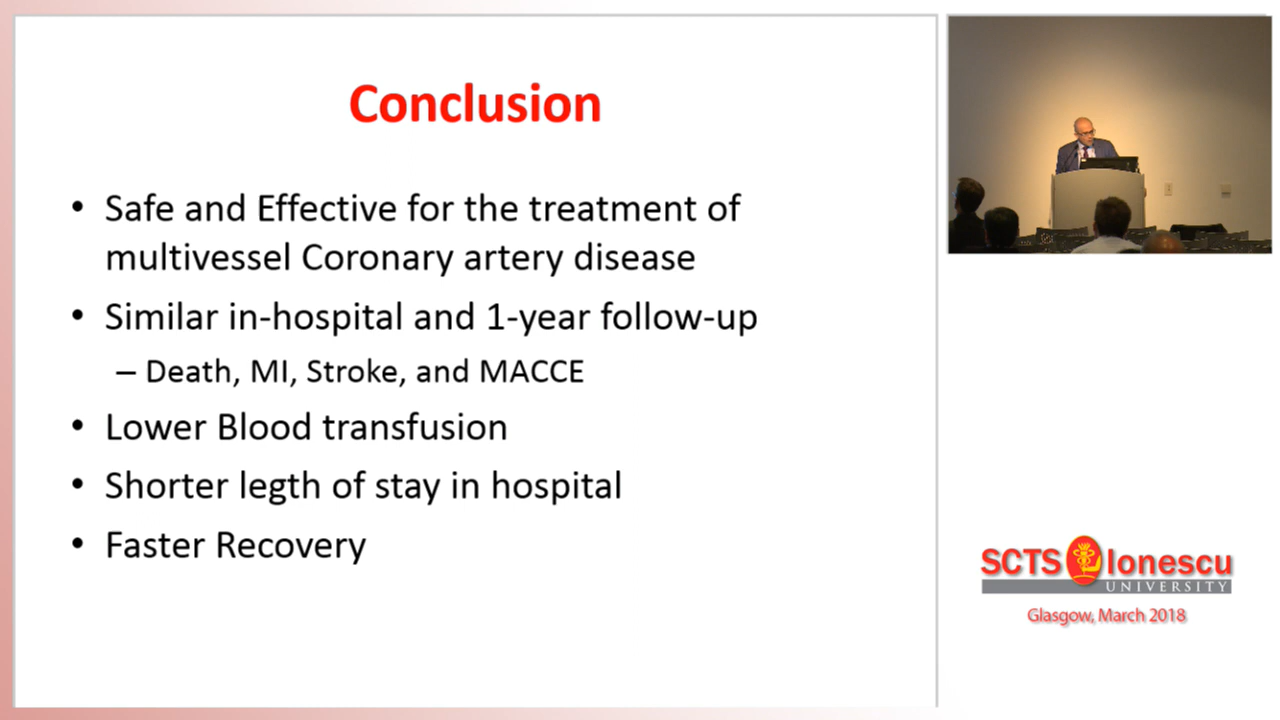 Conclusion
• Safe and Effective for the treatment of
multivessel Coronary artery disease
• Similar in-hospital and 1-year follow-up
– Death, MI, Stroke, and MACCE
• Lower Blood transfusion
• Shorter legth of stay in hospital
• Faster Recovery
SCTS Ionescu
UNIVERSITY
Glasgow, March 2018